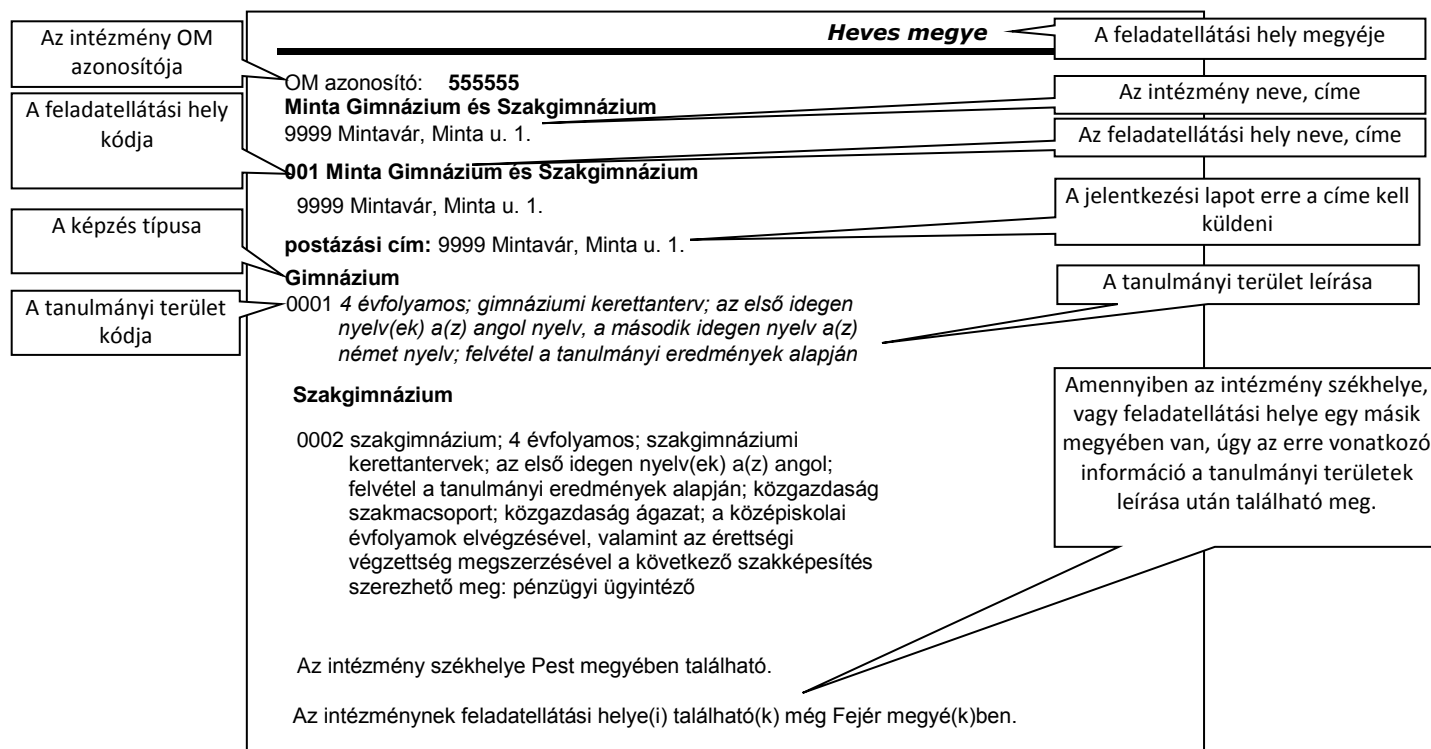 Heves megye
Az intézmény OM
azonosítója
A feladatellátási hely megyéje
OM azonosító: 555555
Minta Gimnázium és Szakgimnázium
9999 Mintavár, Minta u. 1.
Az intézmény neve, címe
A feladatellátási hely
kódja
Az feladatellátási hely neve, címe
001 Minta Gimnázium és Szakgimnázium
9999 Mintavár, Minta u. 1.
A jelentkezési lapot erre a címe kell
küldeni
A képzés típusa
postázási cím: 9999 Mintavár, Minta u. 1.
Gimnázium
A tanulmányi terület leírása
A tanulmányi terület
kódja
0001 4 évfolyamos; gimnáziumi kerettanterv; az első idegen
nyelv(ek) a(z) angol nyelv, a második idegen nyelv a(z)
német nyelv; felvétel a tanulmányi eredmények alapján
Szakgimnázium
0002 szakgimnázium; 4 évfolyamos; szakgimnáziumi
kerettantervek; az első idegen nyelv(ek) a(z) angol;
felvétel a tanulmányi eredmények alapján; közgazdaság
szakmacsoport; közgazdaság ágazat; a középiskolai
évfolyamok elvégzésével, valamint az érettségi
végzettség megszerzésével a következő szakképesítés
szerezhető meg: pénzügyi ügyintéző
Amennyiben az intézmény székhelye,
vagy feladatellátási helye egy másik
megyében van, úgy az erre vonatkozó
információ a tanulmányi területek
leírása után található meg.
Az intézmény székhelye Pest megyében található.
Az intézménynek feladatellátási helye(i) található(k) még Fejér megyé(k)ben.